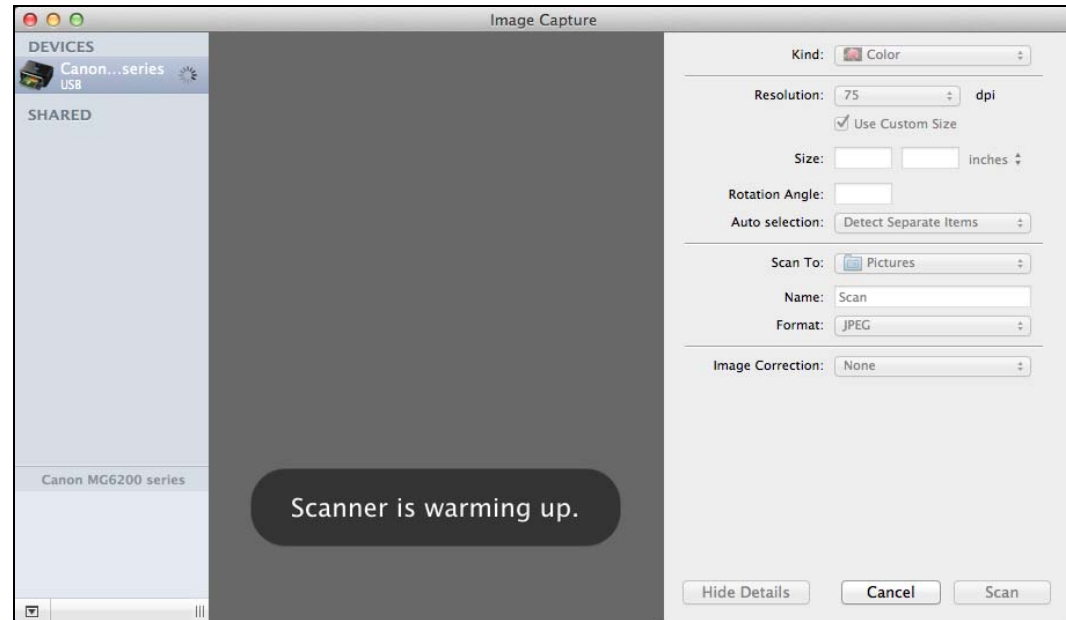 Image Capture
DEVICES
Canon...series
USB
SHARED
Canon MG6200 series
Scanner is warming up.
Kind: Color
Resolution: 75 dpi
Use Custom Size
Size: inches
Rotation Angle:
Auto selection: Detect Separate Items
Scan To: Pictures
Name: Scan
Format: JPEG
Image Correction: None
Hide Details Cancel Scan